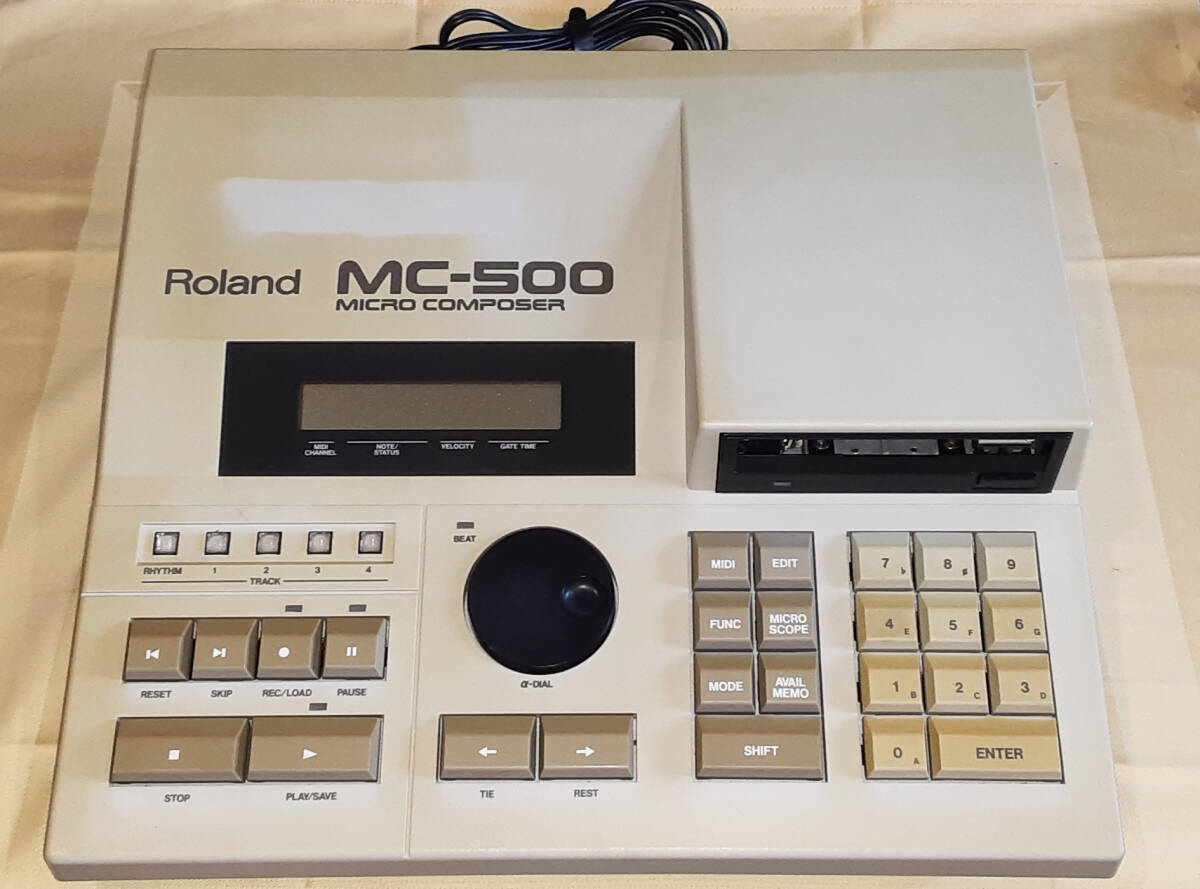 Roland MC-500
MICRO COMPOSER
MIDI CHANNEL NOTE/STATUS VELOCITY GATE TIME
RHYTHM 1 2 3 4
TRACK
BEAT
α-DIAL
RESET SKIP REC/LOAD PAUSE
STOP PLAY/SAVE
TIE REST
MIDI EDIT
FUNC MICRO SCOPE
MODE AVAIL MEMO
SHIFT
7 ♭ 8 # 9
4 E 5 F 6 G
1 B 2 C 3 D
0 A ENTER